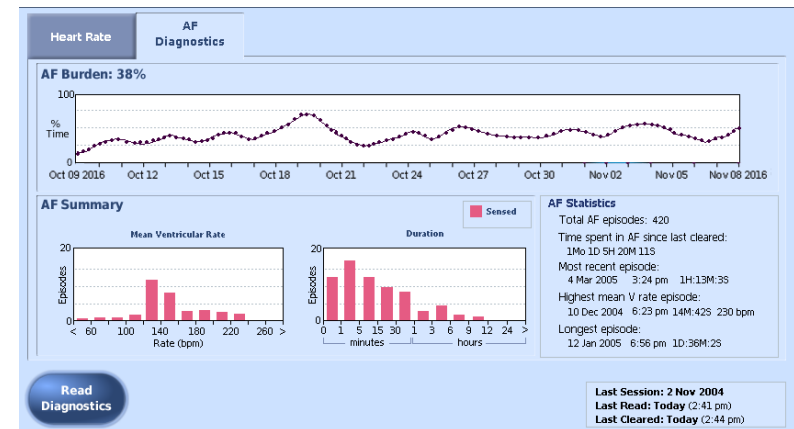 Heart Rate
AF
Diagnostics
AF Burden: 38%
100
%
Time
0
Oct 09 2016 Oct 12 Oct 15 Oct 18 Oct 21 Oct 24 Oct 27 Oct 30 Nov 02 Nov 05 Nov 08 2016
AF Summary
Sensed
Mean Ventricular Rate
20
Episodes
0
< 60 100 140 180 220 260 >
Rate (bpm)
Duration
20
Episodes
0
0 1 5 15 30 1 3 6 9 12 24 >
minutes hours
AF Statistics
Total AF episodes: 420
Time spent in AF since last cleared:
1Mo 1D 5H 20M 11S
Most recent episode:
4 Mar 2005 3:24 pm 1H:13M:3S
Highest mean V rate episode:
10 Dec 2004 6:23 pm 14M:42S 230 bpm
Longest episode:
12 Jan 2005 6:56 pm 1D:36M:2S
Read
Diagnostics
Last Session: 2 Nov 2004
Last Read: Today (2:41 pm)
Last Cleared: Today (2:44 pm)